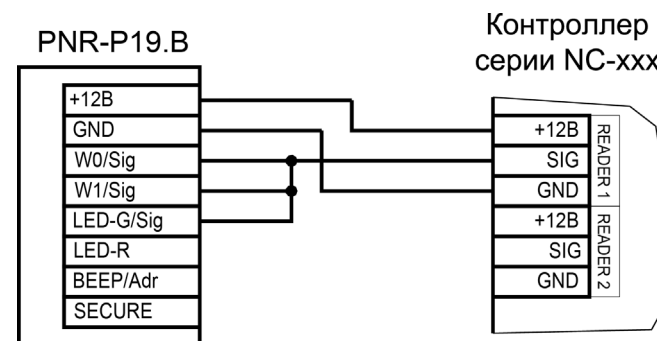 PNR-P19.B
Контроллер
серии NC-xxx
+12В
GND
W0/Sig
W1/Sig
LED-G/Sig
LED-R
BEEP/Adr
SECURE
+12В
SIG
GND
READER 1
+12В
SIG
GND
READER 2